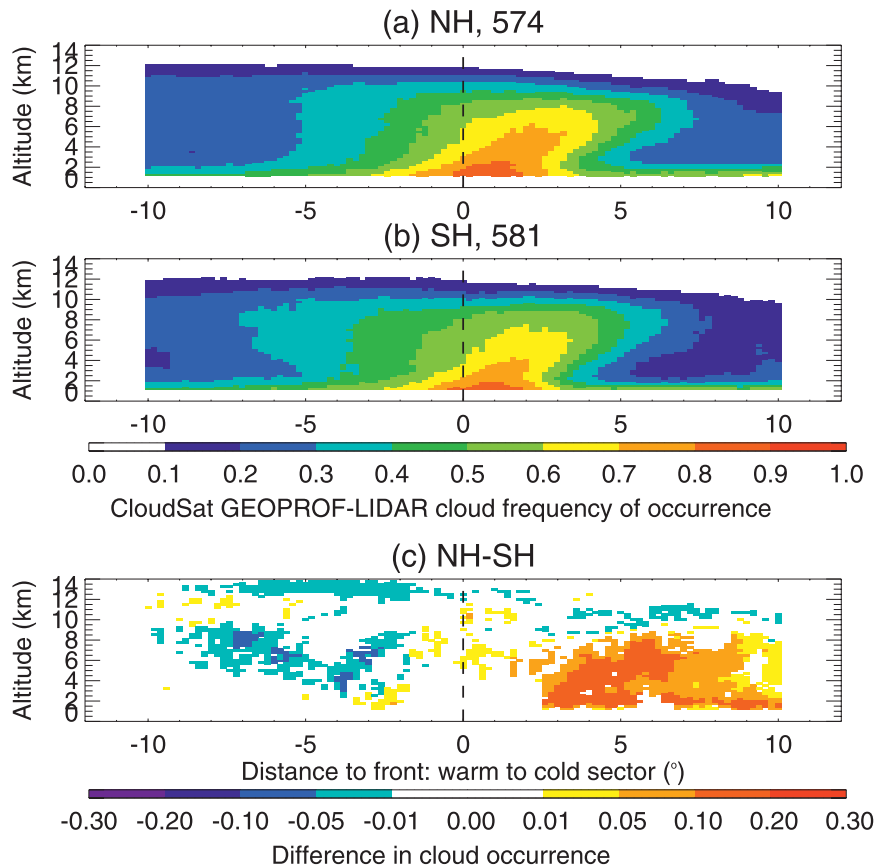 (a) NH, 574
Altitude (km)
14
12
10
8
6
4
2
0
-10 -5 0 5 10
(b) SH, 581
Altitude (km)
14
12
10
8
6
4
2
0
-10 -5 0 5 10
0.0 0.1 0.2 0.3 0.4 0.5 0.6 0.7 0.8 0.9 1.0
CloudSat GEOPROF-LIDAR cloud frequency of occurrence
(c) NH-SH
Altitude (km)
14
12
10
8
6
4
2
0
-10 -5 0 5 10
Distance to front: warm to cold sector (°)
-0.30 -0.20 -0.10 -0.05 -0.01 0.00 0.01 0.05 0.10 0.20 0.30
Difference in cloud occurrence